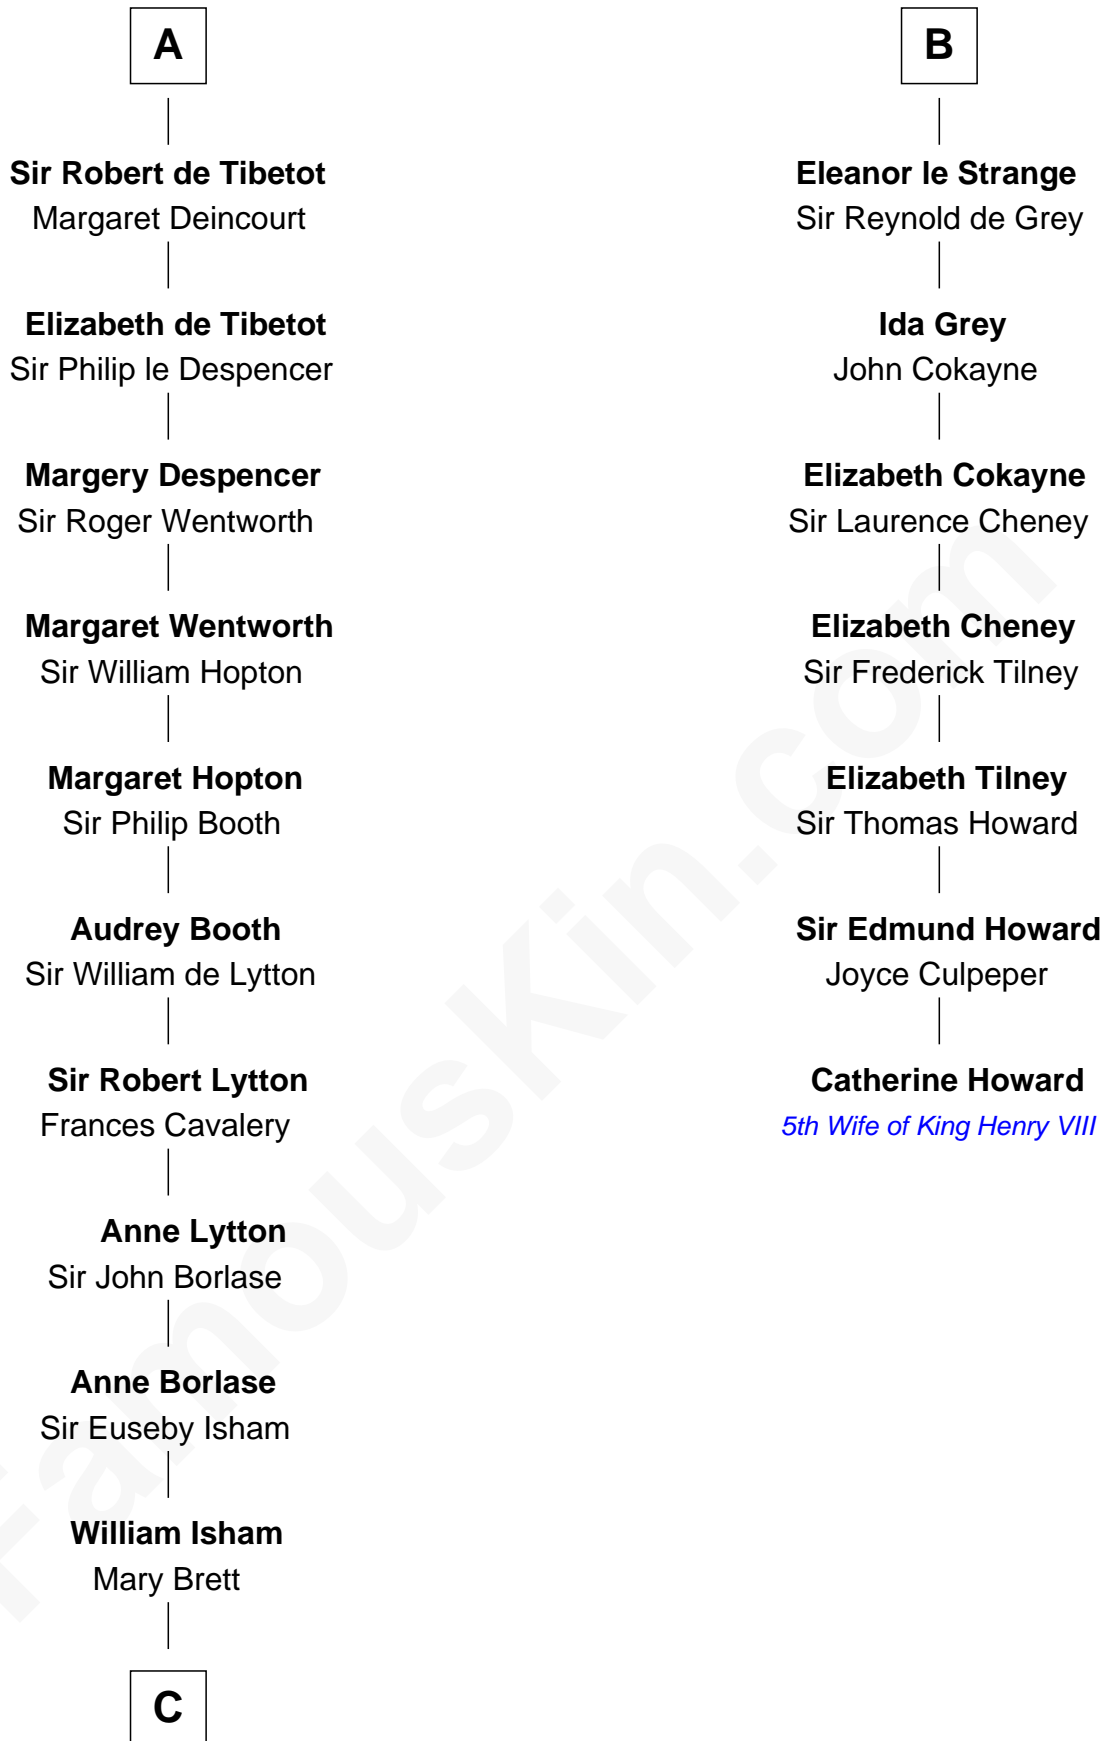 A
Sir Robert de Tibetot
Margaret Deincourt
Elizabeth de Tibetot
Sir Philip le Despencer
Margery Despencer
Sir Roger Wentworth
Margaret Wentworth
Sir William Hopton
Margaret Hopton
Sir Philip Booth
Audrey Booth
Sir William de Lytton
Sir Robert Lytton
Frances Cavalery
Anne Lytton
Sir John Borlase
Anne Borlase
Sir Euseby Isham
William Isham
Mary Brett
C
B
Eleanor le Strange
Sir Reynold de Grey
Ida Grey
John Cokayne
Elizabeth Cokayne
Sir Laurence Cheney
Elizabeth Cheney
Sir Frederick Tilney
Elizabeth Tilney
Sir Thomas Howard
Sir Edmund Howard
Joyce Culpeper
Catherine Howard
5th Wife of King Henry VIII
FamousKin.com